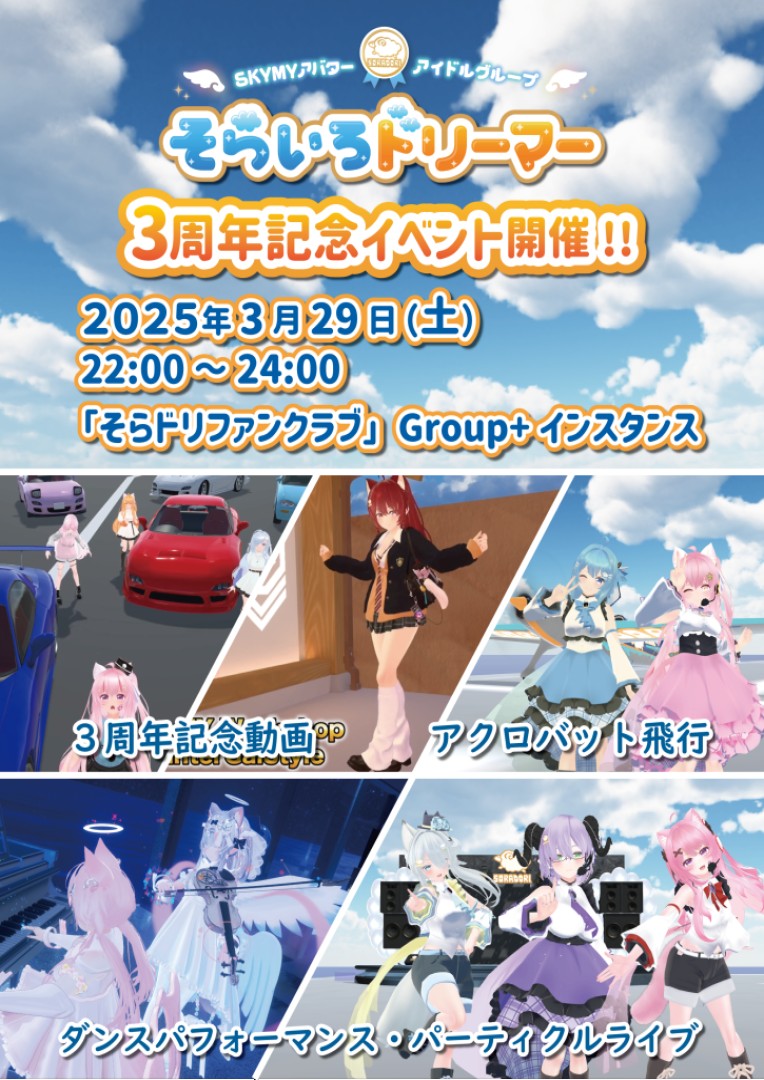 SKYMYアバター アイドルグループ
SORADORI
そらいろドリーマー
3周年記念イベント開催!!
2025年3月29日(土)
22:00～24:00
「そらドリファンクラブ」 Group+ インスタンス
3周年記念動画
アクロバット飛行
SORADORI
ダンスパフォーマンス・パーティクルライブ